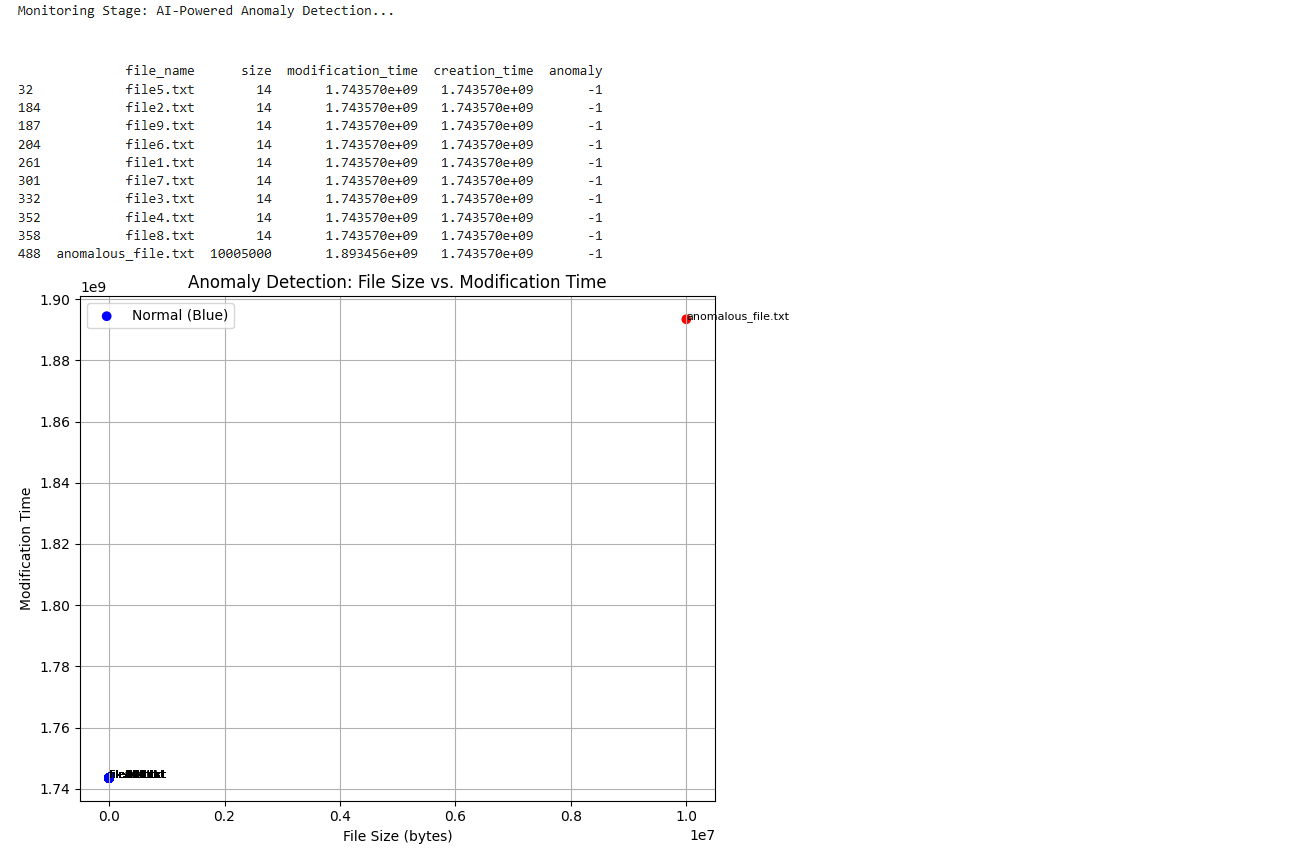 Monitoring Stage: AI-Powered Anomaly Detection...
file_name size modification_time creation_time anomaly
32 file5.txt 14 1.743570e+09 1.743570e+09 -1
184 file2.txt 14 1.743570e+09 1.743570e+09 -1
187 file9.txt 14 1.743570e+09 1.743570e+09 -1
204 file6.txt 14 1.743570e+09 1.743570e+09 -1
261 file1.txt 14 1.743570e+09 1.743570e+09 -1
301 file7.txt 14 1.743570e+09 1.743570e+09 -1
332 file3.txt 14 1.743570e+09 1.743570e+09 -1
352 file4.txt 14 1.743570e+09 1.743570e+09 -1
358 file8.txt 14 1.743570e+09 1.743570e+09 -1
488 anomalous_file.txt 10005000 1.893456e+09 1.743570e+09 -1
Anomaly Detection: File Size vs. Modification Time
1e9
1.90
Normal (Blue)
anomalous_file.txt
1.88
1.86
1.84
1.82
1.80
1.78
1.76
1.74
Modification Time
0.0 0.2 0.4 0.6 0.8 1.0
1e7
File Size (bytes)